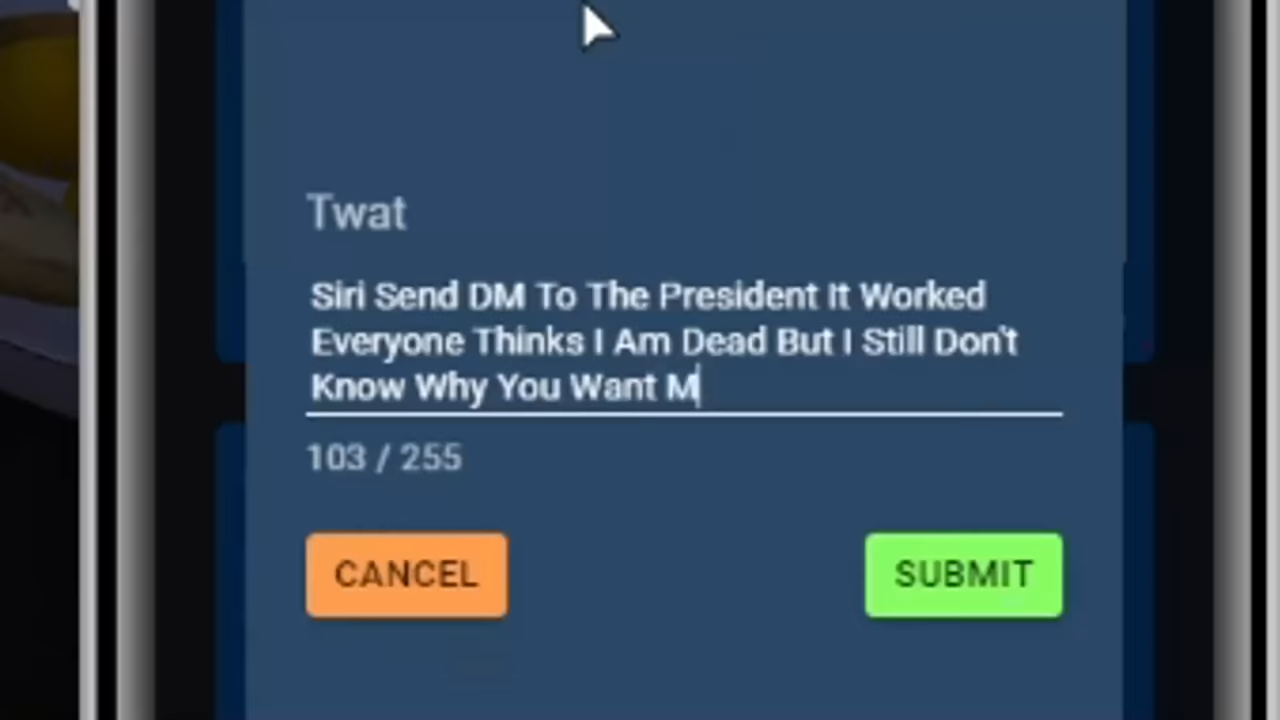 Twat
Siri Send DM To The President It Worked
Everyone Thinks I Am Dead But I Still Don't
Know Why You Want M
103 / 255
CANCEL
SUBMIT